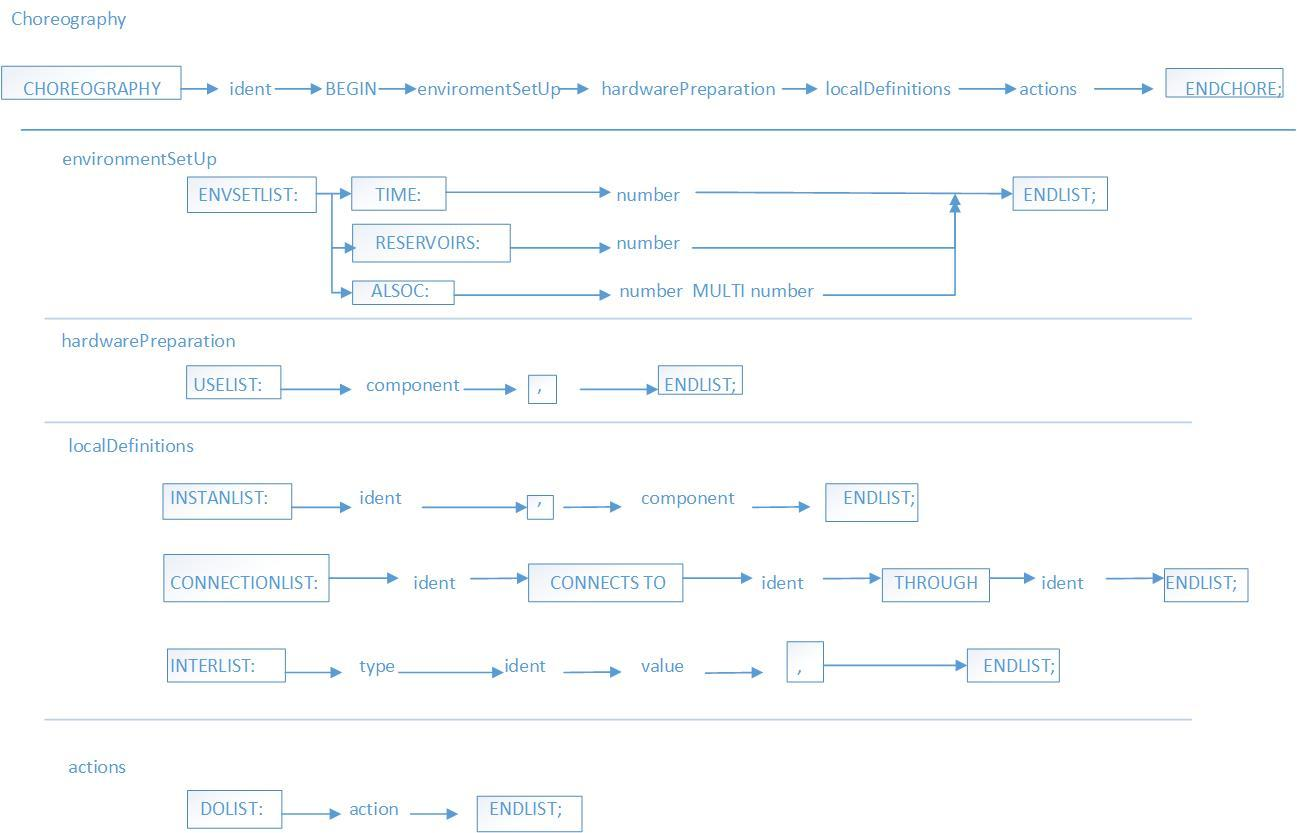 Choreography
CHOREOGRAPHY ident BEGIN enviromentSetUp hardwarePreparation localDefinitions actions ENDCHORE;
environmentSetUp
ENVSETLIST: TIME: number ENDLIST;
RESERVOIRS: number
ALSOC: number MULTI number
hardwarePreparation
USELIST: component , ENDLIST;
localDefinitions
INSTANLIST: ident , component ENDLIST;
CONNECTIONLIST: ident CONNECTS TO ident THROUGH ident ENDLIST;
INTERLIST: type ident value , ENDLIST;
actions
DOLIST: action ENDLIST;